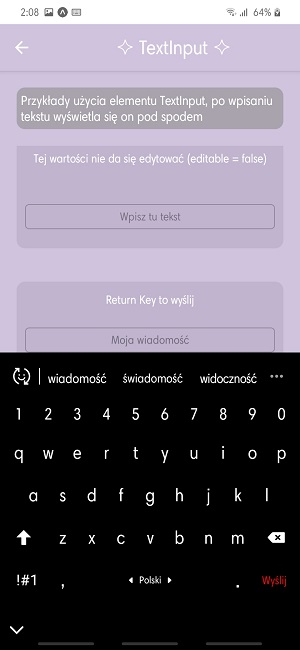 2:08 64%
TextInput
Przykłady użycia elementu TextInput, po wpisaniu
tekstu wyświetla się on pod spodem
Tej wartości nie da się edytować (editable = false)
Wpisz tu tekst
Return Key to wyślij
Moja wiadomość
wiadomość świadomość widoczność
1 2 3 4 5 6 7 8 9 0
q w e r t y u i o p
a s d f g h j k l
z x c v b n m
!#1 , Polski . Wyślij